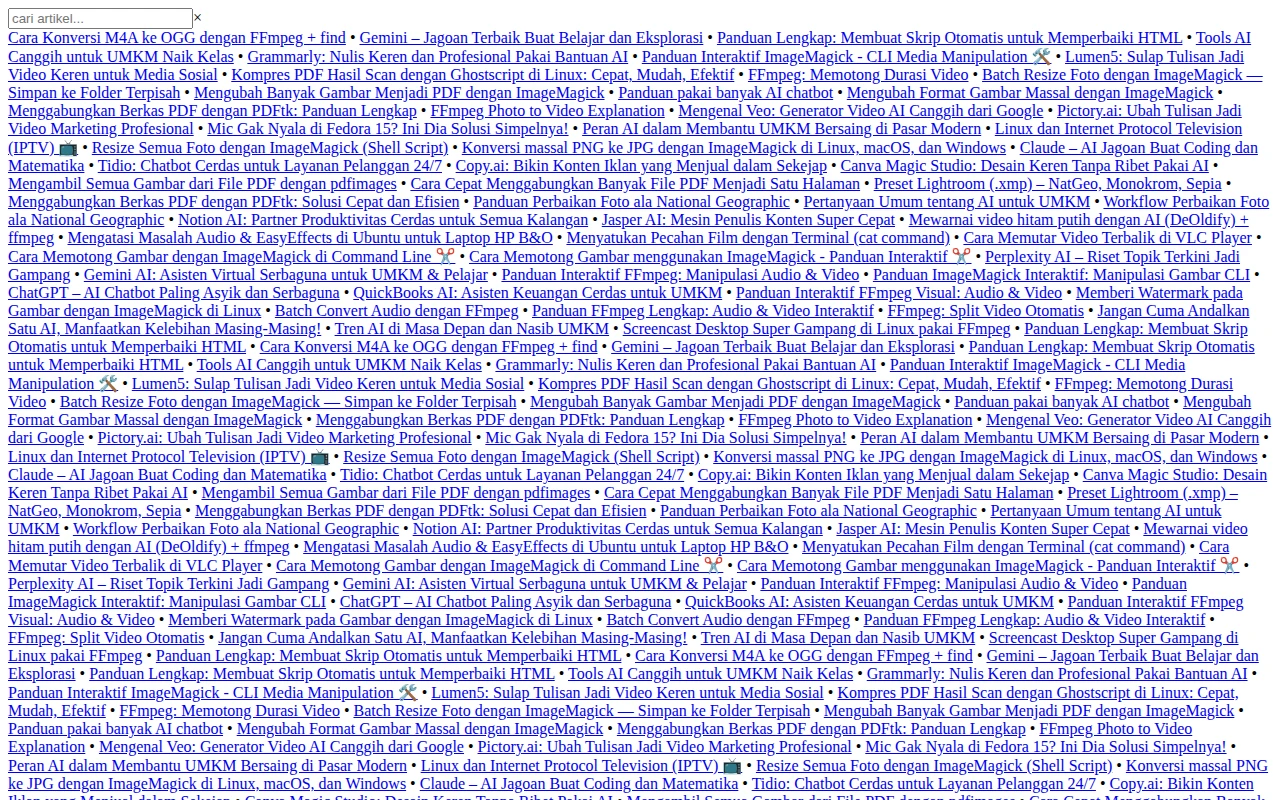 cari artikel... ×
Cara Konversi M4A ke OGG dengan FFmpeg + find • Gemini – Jagoan Terbaik Buat Belajar dan Eksplorasi • Panduan Lengkap: Membuat Skrip Otomatis untuk Memperbaiki HTML • Tools AI
Canggih untuk UMKM Naik Kelas • Grammarly: Nulis Keren dan Profesional Pakai Bantuan AI • Panduan Interaktif ImageMagick - CLI Media Manipulation 🛠️ • Lumen5: Sulap Tulisan Jadi
Video Keren untuk Media Sosial • Kompres PDF Hasil Scan dengan Ghostscript di Linux: Cepat, Mudah, Efektif • FFmpeg: Memotong Durasi Video • Batch Resize Foto dengan ImageMagick —
Simpan ke Folder Terpisah • Mengubah Banyak Gambar Menjadi PDF dengan ImageMagick • Panduan pakai banyak AI chatbot • Mengubah Format Gambar Massal dengan ImageMagick •
Menggabungkan Berkas PDF dengan PDFtk: Panduan Lengkap • FFmpeg Photo to Video Explanation • Mengenal Veo: Generator Video AI Canggih dari Google • Pictory.ai: Ubah Tulisan Jadi
Video Marketing Profesional • Mic Gak Nyala di Fedora 15? Ini Dia Solusi Simpelnya! • Peran AI dalam Membantu UMKM Bersaing di Pasar Modern • Linux dan Internet Protocol Television
(IPTV) 📺 • Resize Semua Foto dengan ImageMagick (Shell Script) • Konversi massal PNG ke JPG dengan ImageMagick di Linux, macOS, dan Windows • Claude – AI Jagoan Buat Coding dan
Matematika • Tidio: Chatbot Cerdas untuk Layanan Pelanggan 24/7 • Copy.ai: Bikin Konten Iklan yang Menjual dalam Sekejap • Canva Magic Studio: Desain Keren Tanpa Ribet Pakai AI •
Mengambil Semua Gambar dari File PDF dengan pdfimages • Cara Cepat Menggabungkan Banyak File PDF Menjadi Satu Halaman • Preset Lightroom (.xmp) – NatGeo, Monokrom, Sepia •
Menggabungkan Berkas PDF dengan PDFtk: Solusi Cepat dan Efisien • Panduan Perbaikan Foto ala National Geographic • Pertanyaan Umum tentang AI untuk UMKM • Workflow Perbaikan Foto
ala National Geographic • Notion AI: Partner Produktivitas Cerdas untuk Semua Kalangan • Jasper AI: Mesin Penulis Konten Super Cepat • Mewarnai video hitam putih dengan AI (DeOldify) +
ffmpeg • Mengatasi Masalah Audio & EasyEffects di Ubuntu untuk Laptop HP B&O • Menyatukan Pecahan Film dengan Terminal (cat command) • Cara Memutar Video Terbalik di VLC Player •
Cara Memotong Gambar dengan ImageMagick di Command Line ✂️ • Cara Memotong Gambar menggunakan ImageMagick - Panduan Interaktif ✂️ • Perplexity AI – Riset Topik Terkini Jadi
Gampang • Gemini AI: Asisten Virtual Serbaguna untuk UMKM & Pelajar • Panduan Interaktif FFmpeg: Manipulasi Audio & Video • Panduan ImageMagick Interaktif: Manipulasi Gambar CLI •
ChatGPT – AI Chatbot Paling Asyik dan Serbaguna • QuickBooks AI: Asisten Keuangan Cerdas untuk UMKM • Panduan Interaktif FFmpeg Visual: Audio & Video • Memberi Watermark pada
Gambar dengan ImageMagick di Linux • Batch Convert Audio dengan FFmpeg • Panduan FFmpeg Lengkap: Audio & Video Interaktif • FFmpeg: Split Video Otomatis • Jangan Cuma Andalkan
Satu AI, Manfaatkan Kelebihan Masing-Masing! • Tren AI di Masa Depan dan Nasib UMKM • Screencast Desktop Super Gampang di Linux pakai FFmpeg • Panduan Lengkap: Membuat Skrip
Otomatis untuk Memperbaiki HTML • Cara Konversi M4A ke OGG dengan FFmpeg + find • Gemini – Jagoan Terbaik Buat Belajar dan Eksplorasi • Panduan Lengkap: Membuat Skrip Otomatis
untuk Memperbaiki HTML • Tools AI Canggih untuk UMKM Naik Kelas • Grammarly: Nulis Keren dan Profesional Pakai Bantuan AI • Panduan Interaktif ImageMagick - CLI Media
Manipulation 🛠️ • Lumen5: Sulap Tulisan Jadi Video Keren untuk Media Sosial • Kompres PDF Hasil Scan dengan Ghostscript di Linux: Cepat, Mudah, Efektif • FFmpeg: Memotong Durasi
Video • Batch Resize Foto dengan ImageMagick — Simpan ke Folder Terpisah • Mengubah Banyak Gambar Menjadi PDF dengan ImageMagick • Panduan pakai banyak AI chatbot • Mengubah
Format Gambar Massal dengan ImageMagick • Menggabungkan Berkas PDF dengan PDFtk: Panduan Lengkap • FFmpeg Photo to Video Explanation • Mengenal Veo: Generator Video AI Canggih
dari Google • Pictory.ai: Ubah Tulisan Jadi Video Marketing Profesional • Mic Gak Nyala di Fedora 15? Ini Dia Solusi Simpelnya! • Peran AI dalam Membantu UMKM Bersaing di Pasar Modern •
Linux dan Internet Protocol Television (IPTV) 📺 • Resize Semua Foto dengan ImageMagick (Shell Script) • Konversi massal PNG ke JPG dengan ImageMagick di Linux, macOS, dan Windows •
Claude – AI Jagoan Buat Coding dan Matematika • Tidio: Chatbot Cerdas untuk Layanan Pelanggan 24/7 • Copy.ai: Bikin Konten Iklan yang Menjual dalam Sekejap • Canva Magic Studio: Desain
Keren Tanpa Ribet Pakai AI • Mengambil Semua Gambar dari File PDF dengan pdfimages • Cara Cepat Menggabungkan Banyak File PDF Menjadi Satu Halaman • Preset Lightroom (.xmp) –
NatGeo, Monokrom, Sepia • Menggabungkan Berkas PDF dengan PDFtk: Solusi Cepat dan Efisien • Panduan Perbaikan Foto ala National Geographic • Pertanyaan Umum tentang AI untuk
UMKM • Workflow Perbaikan Foto ala National Geographic • Notion AI: Partner Produktivitas Cerdas untuk Semua Kalangan • Jasper AI: Mesin Penulis Konten Super Cepat • Mewarnai video
hitam putih dengan AI (DeOldify) + ffmpeg • Mengatasi Masalah Audio & EasyEffects di Ubuntu untuk Laptop HP B&O • Menyatukan Pecahan Film dengan Terminal (cat command) • Cara
Memutar Video Terbalik di VLC Player • Cara Memotong Gambar dengan ImageMagick di Command Line ✂️ • Cara Memotong Gambar menggunakan ImageMagick - Panduan Interaktif ✂️ •
Perplexity AI – Riset Topik Terkini Jadi Gampang • Gemini AI: Asisten Virtual Serbaguna untuk UMKM & Pelajar • Panduan Interaktif FFmpeg: Manipulasi Audio & Video • Panduan
ImageMagick Interaktif: Manipulasi Gambar CLI • ChatGPT – AI Chatbot Paling Asyik dan Serbaguna • QuickBooks AI: Asisten Keuangan Cerdas untuk UMKM • Panduan Interaktif FFmpeg
Visual: Audio & Video • Memberi Watermark pada Gambar dengan ImageMagick di Linux • Batch Convert Audio dengan FFmpeg • Panduan FFmpeg Lengkap: Audio & Video Interaktif •
FFmpeg: Split Video Otomatis • Jangan Cuma Andalkan Satu AI, Manfaatkan Kelebihan Masing-Masing! • Tren AI di Masa Depan dan Nasib UMKM • Screencast Desktop Super Gampang di
Linux pakai FFmpeg • Panduan Lengkap: Membuat Skrip Otomatis untuk Memperbaiki HTML • Cara Konversi M4A ke OGG dengan FFmpeg + find • Gemini – Jagoan Terbaik Buat Belajar dan
Eksplorasi • Panduan Lengkap: Membuat Skrip Otomatis untuk Memperbaiki HTML • Tools AI Canggih untuk UMKM Naik Kelas • Grammarly: Nulis Keren dan Profesional Pakai Bantuan AI •
Panduan Interaktif ImageMagick - CLI Media Manipulation 🛠️ • Lumen5: Sulap Tulisan Jadi Video Keren untuk Media Sosial • Kompres PDF Hasil Scan dengan Ghostscript di Linux: Cepat,
Mudah, Efektif • FFmpeg: Memotong Durasi Video • Batch Resize Foto dengan ImageMagick — Simpan ke Folder Terpisah • Mengubah Banyak Gambar Menjadi PDF dengan ImageMagick •
Panduan pakai banyak AI chatbot • Mengubah Format Gambar Massal dengan ImageMagick • Menggabungkan Berkas PDF dengan PDFtk: Panduan Lengkap • FFmpeg Photo to Video
Explanation • Mengenal Veo: Generator Video AI Canggih dari Google • Pictory.ai: Ubah Tulisan Jadi Video Marketing Profesional • Mic Gak Nyala di Fedora 15? Ini Dia Solusi Simpelnya! •
Peran AI dalam Membantu UMKM Bersaing di Pasar Modern • Linux dan Internet Protocol Television (IPTV) 📺 • Resize Semua Foto dengan ImageMagick (Shell Script) • Konversi massal PNG
ke JPG dengan ImageMagick di Linux, macOS, dan Windows • Claude – AI Jagoan Buat Coding dan Matematika • Tidio: Chatbot Cerdas untuk Layanan Pelanggan 24/7 • Copy.ai: Bikin Konten